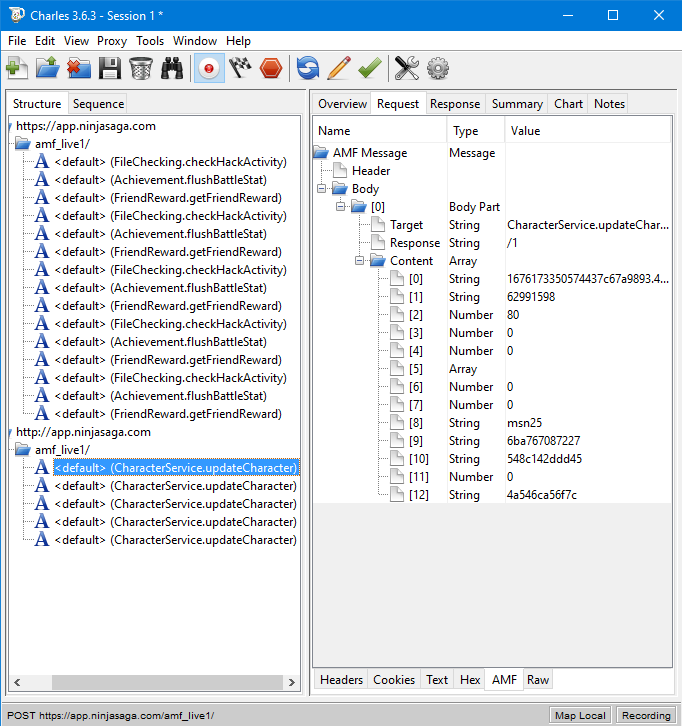 Charles 3.6.3 - Session 1 *
File Edit View Proxy Tools Window Help
Structure Sequence
https://app.ninjasaga.com
amf_live1/
<default> (FileChecking.checkHackActivity)
<default> (Achievement.flushBattleStat)
<default> (FriendReward.getFriendReward)
<default> (FileChecking.checkHackActivity)
<default> (Achievement.flushBattleStat)
<default> (FriendReward.getFriendReward)
<default> (FileChecking.checkHackActivity)
<default> (Achievement.flushBattleStat)
<default> (FriendReward.getFriendReward)
<default> (FileChecking.checkHackActivity)
<default> (Achievement.flushBattleStat)
<default> (FriendReward.getFriendReward)
<default> (FileChecking.checkHackActivity)
<default> (Achievement.flushBattleStat)
<default> (FriendReward.getFriendReward)
http://app.ninjasaga.com
amf_live1/
<default> (CharacterService.updateCharacter)
<default> (CharacterService.updateCharacter)
<default> (CharacterService.updateCharacter)
<default> (CharacterService.updateCharacter)
<default> (CharacterService.updateCharacter)
Overview Request Response Summary Chart Notes
Name Type Value
AMF Message Message
Header
Body
[0] Body Part
Target String CharacterService.updateChar...
Response String /1
Content Array
[0] String 1676173350574437c67a9893.4...
[1] String 62991598
[2] Number 80
[3] Number 0
[4] Number 0
[5] Array
[6] Number 0
[7] Number 0
[8] String msn25
[9] String 6ba767087227
[10] String 548c142ddd45
[11] Number 0
[12] String 4a546ca56f7c
Headers Cookies Text Hex AMF Raw
POST https://app.ninjasaga.com/amf_live1/
Map Local Recording